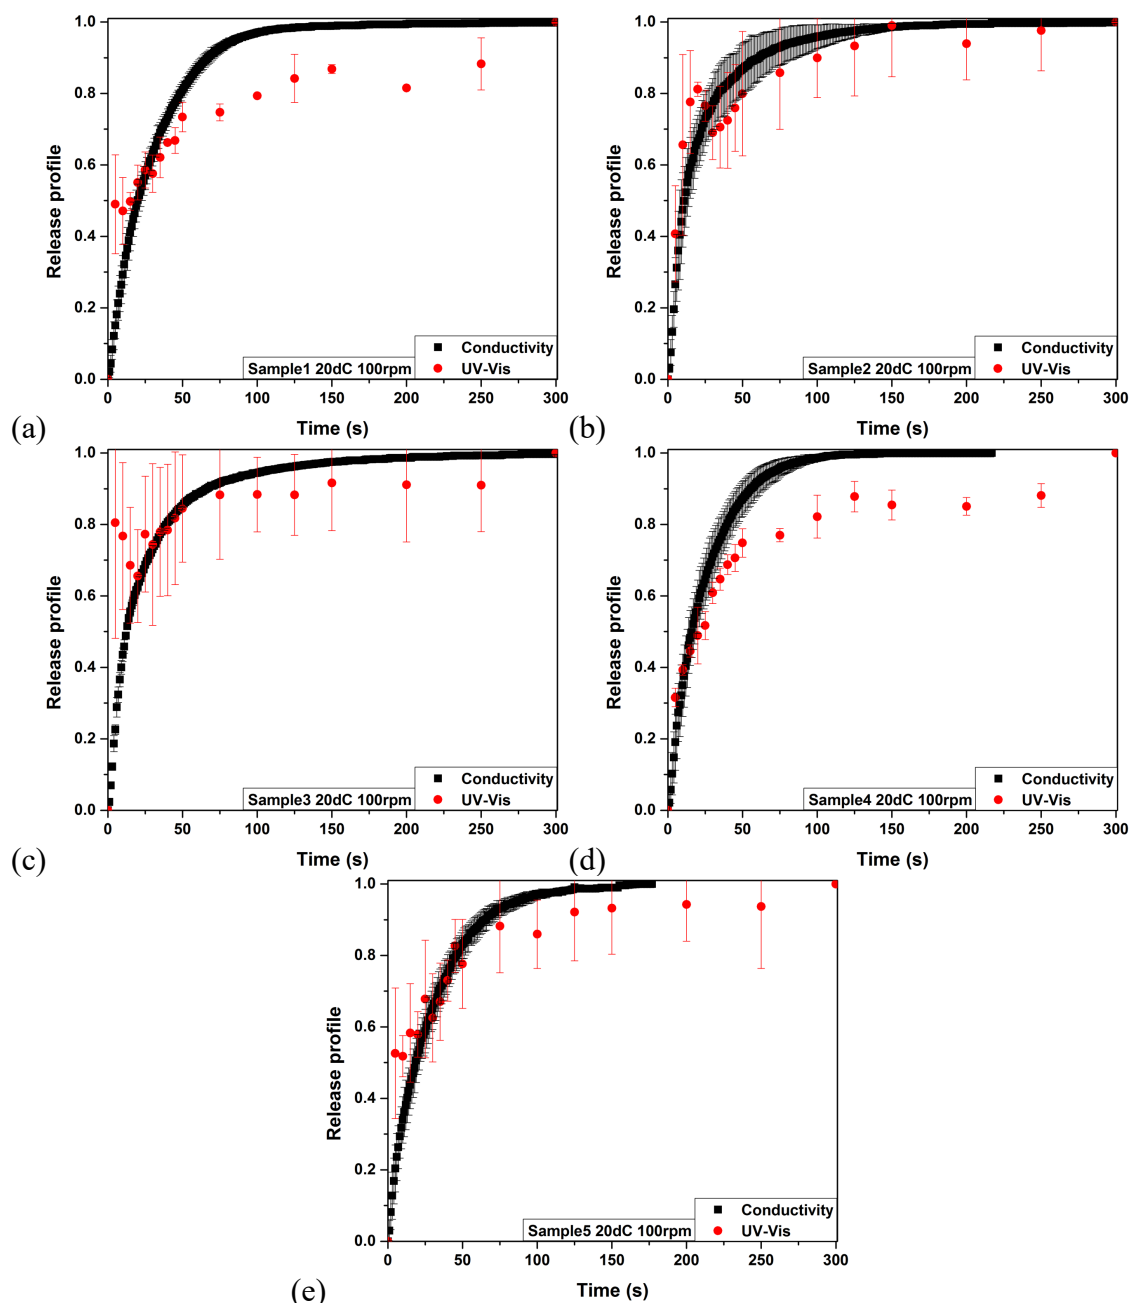 1.0
0.8
0.6
0.4
0.2
0.0
Release profile
0 50 100 150 200 250 300
Time (s)
Sample1 20dC 100rpm
Conductivity
UV-Vis
(a)
1.0
0.8
0.6
0.4
0.2
0.0
Release profile
0 50 100 150 200 250 300
Time (s)
Sample2 20dC 100rpm
Conductivity
UV-Vis
(b)
1.0
0.8
0.6
0.4
0.2
0.0
Release profile
0 50 100 150 200 250 300
Time (s)
Sample3 20dC 100rpm
Conductivity
UV-Vis
(c)
1.0
0.8
0.6
0.4
0.2
0.0
Release profile
0 50 100 150 200 250 300
Time (s)
Sample4 20dC 100rpm
Conductivity
UV-Vis
(d)
1.0
0.8
0.6
0.4
0.2
0.0
Release profile
0 50 100 150 200 250 300
Time (s)
Sample5 20dC 100rpm
Conductivity
UV-Vis
(e)